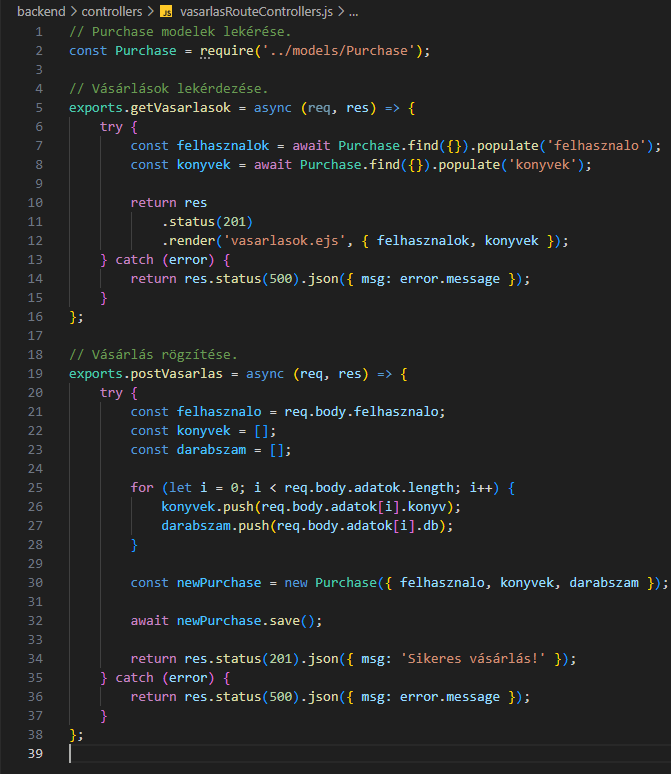 backend > controllers > JS vasarlasRouteControllers.js > ...
1 // Purchase modelek lekérése.
2 const Purchase = require('../models/Purchase');
3
4 // Vásárlások lekérdezése.
5 exports.getVasarlasok = async (req, res) => {
6     try {
7         const felhasznalok = await Purchase.find({}).populate('felhasznalo');
8         const konyvek = await Purchase.find({}).populate('konyvek');
9
10         return res
11             .status(201)
12             .render('vasarlasok.ejs', { felhasznalok, konyvek });
13     } catch (error) {
14         return res.status(500).json({ msg: error.message });
15     }
16 };
17
18 // Vásárlás rögzítése.
19 exports.postVasarlas = async (req, res) => {
20     try {
21         const felhasznalo = req.body.felhasznalo;
22         const konyvek = [];
23         const darabszam = [];
24
25         for (let i = 0; i < req.body.adatok.length; i++) {
26             konyvek.push(req.body.adatok[i].konyv);
27             darabszam.push(req.body.adatok[i].db);
28         }
29
30         const newPurchase = new Purchase({ felhasznalo, konyvek, darabszam });
31
32         await newPurchase.save();
33
34         return res.status(201).json({ msg: 'Sikeres vásárlás!' });
35     } catch (error) {
36         return res.status(500).json({ msg: error.message });
37     }
38 };
39